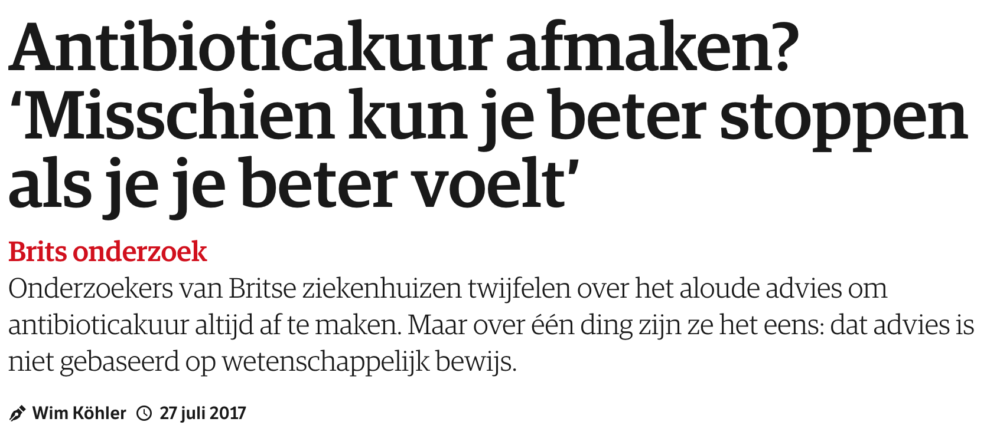 Antibioticakuur afmaken?
‘Misschien kun je beter stoppen
als je je beter voelt’
Brits onderzoek
Onderzoekers van Britse ziekenhuizen twijfelen over het aloude advies om
antibioticakuur altijd af te maken. Maar over één ding zijn ze het eens: dat advies is
niet gebaseerd op wetenschappelijk bewijs.
Wim Köhler 27 juli 2017